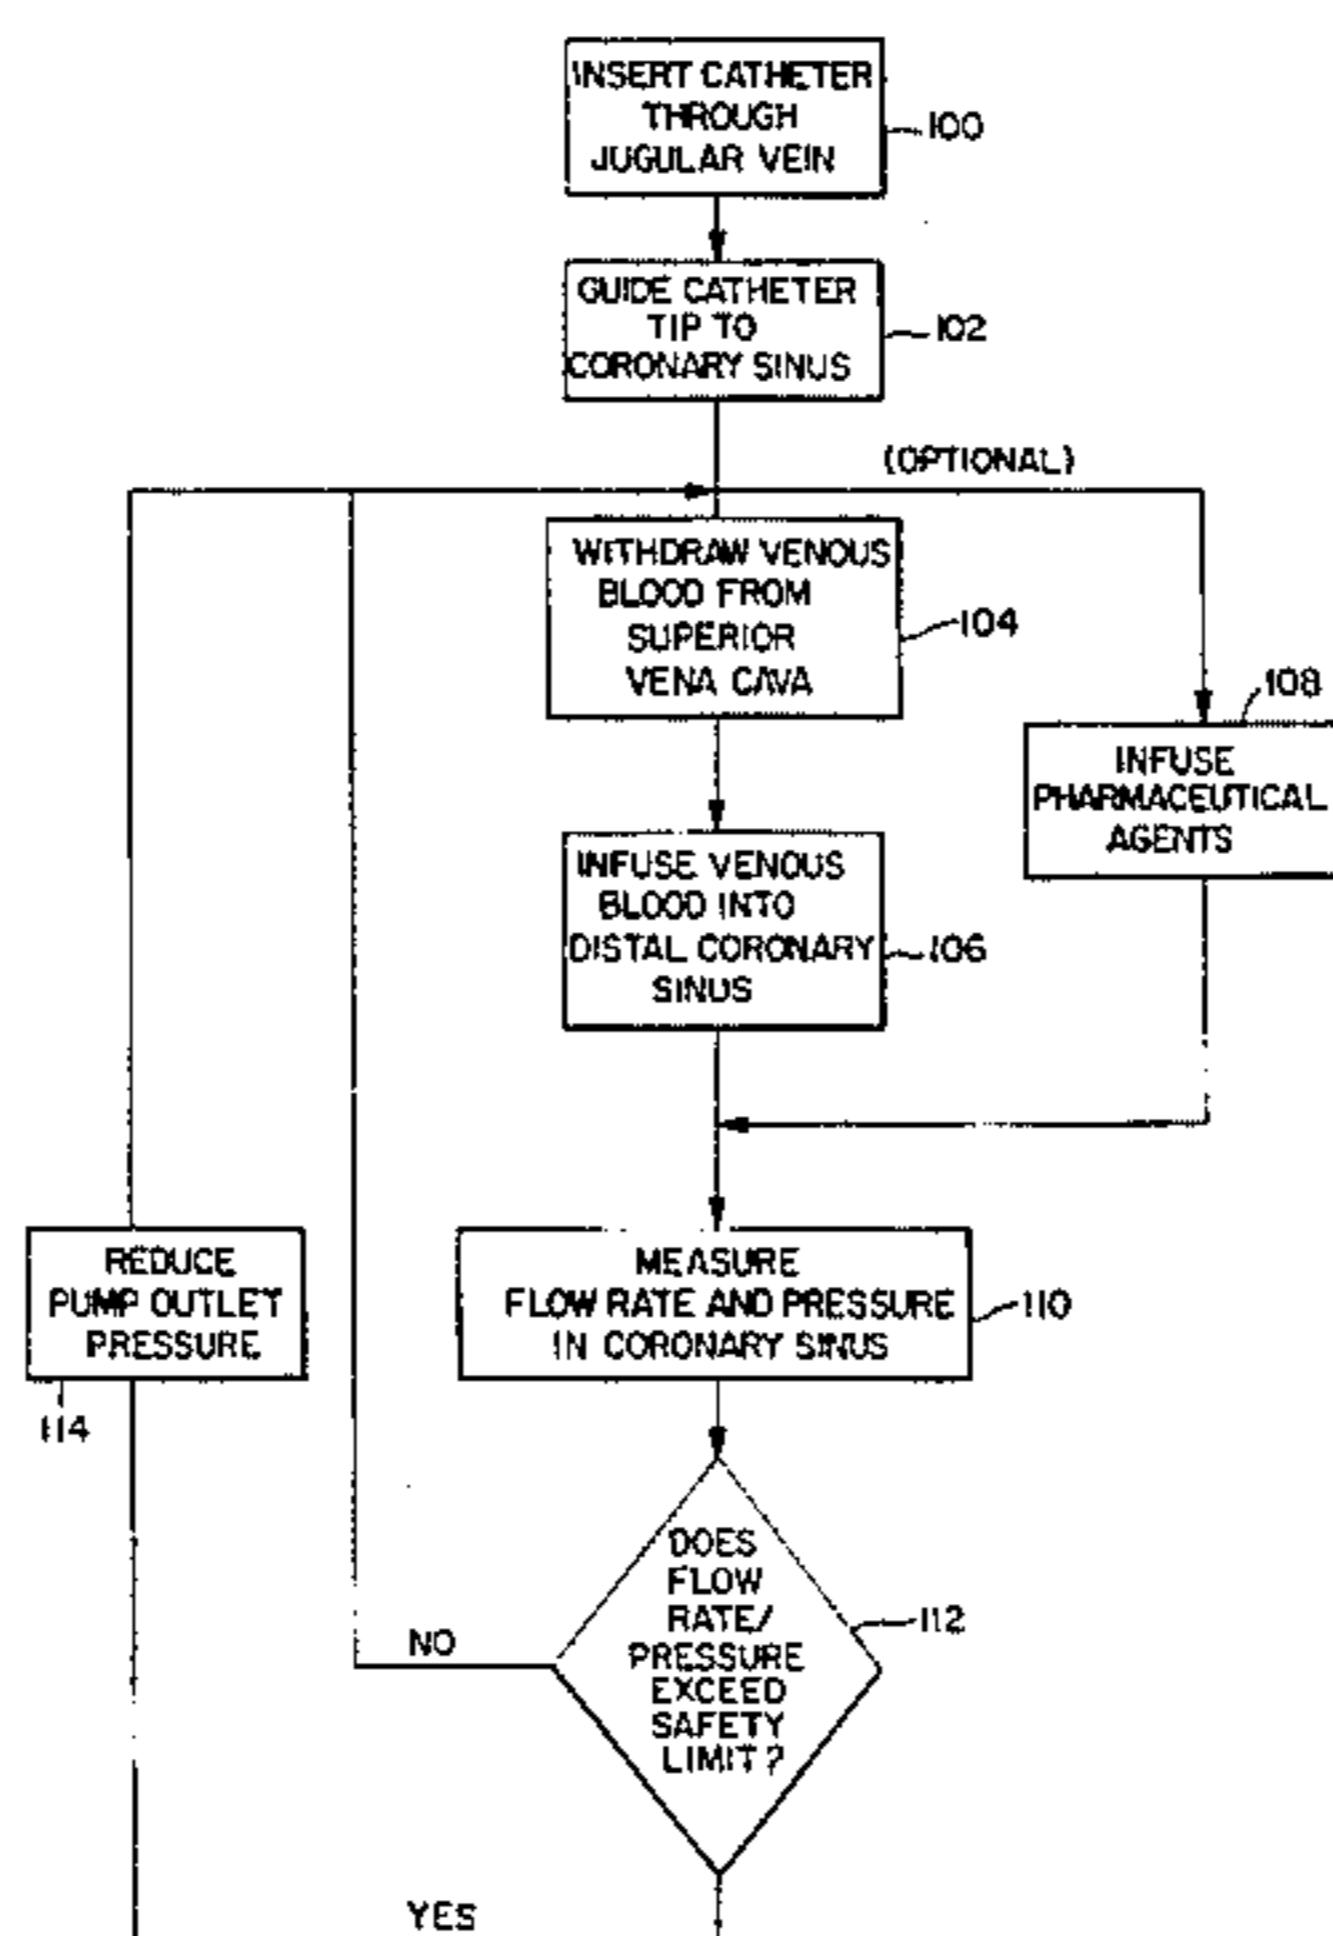 INSERT CATHETER
THROUGH
JUGULAR VEIN
100
GUIDE CATHETER
TIP TO
CORONARY SINUS
102
(OPTIONAL)
WITHDRAW VENOUS
BLOOD FROM
SUPERIOR
VENA CAVA
104
108
INFUSE
PHARMACEUTICAL
AGENTS
INFUSE VENOUS
BLOOD INTO
DISTAL CORONARY
SINUS
106
REDUCE
PUMP OUTLET
PRESSURE
114
MEASURE
FLOW RATE AND PRESSURE
IN CORONARY SINUS
110
DOES
FLOW
RATE/
PRESSURE
EXCEED
SAFETY
LIMIT?
112
NO
YES